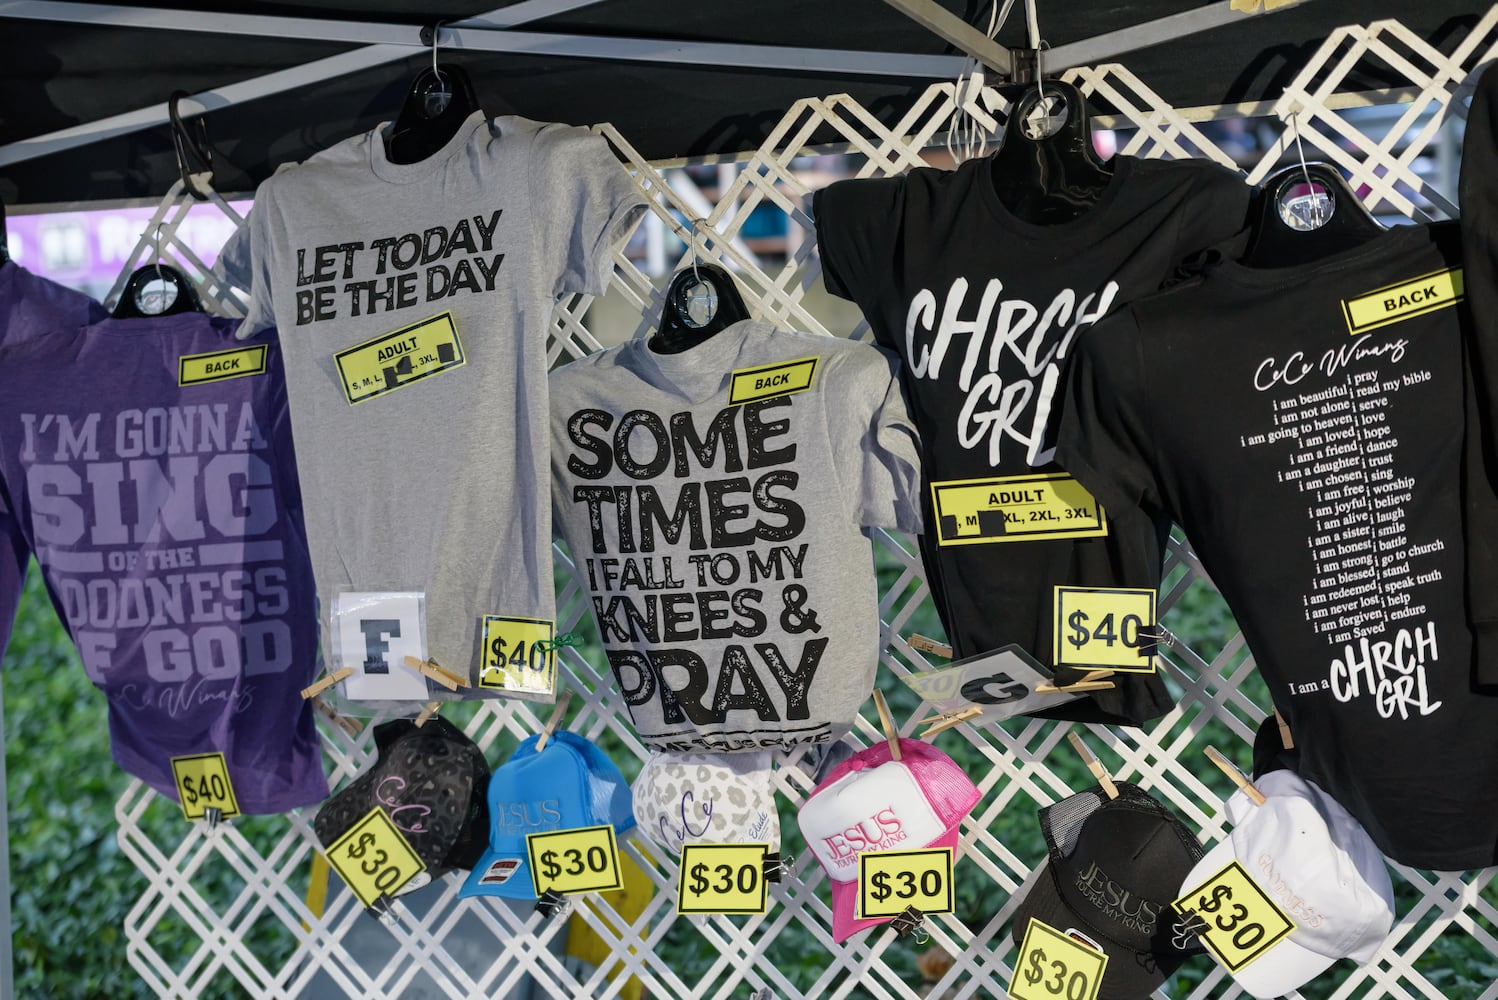 BACK
I'M GONNA
SING
OF THE
GOODNESS
OF GOD
CeCe Winans
$40
LET TODAY
BE THE DAY
ADULT
S, M, L, 3XL,
F
$40
BACK
SOME
TIMES
I FALL TO MY
KNEES &
PRAY
CHRCH
GRL
ADULT
, M, XL, 2XL, 3XL
$40
G
BACK
CeCe Winans
i pray
i am beautiful i read my bible
i am not alone i serve
i am going to heaven i love
i am loved i hope
i am a friend i dance
i am a daughter i trust
i am chosen i sing
i am free i worship
i am joyful i believe
i am alive i laugh
i am a sister i smile
i am honest i battle
i am strong i go to church
i am blessed i stand
i am redeemed i speak truth
i am never lost i help
i am forgiven i endure
i am Saved
I am a CHRCH
GRL
CeCe
$30
JESUS
$30
CeCe
$30
JESUS
YOU'RE MY KING
$30
JESUS
YOU'RE MY KING
$30
GOODNESS
$30